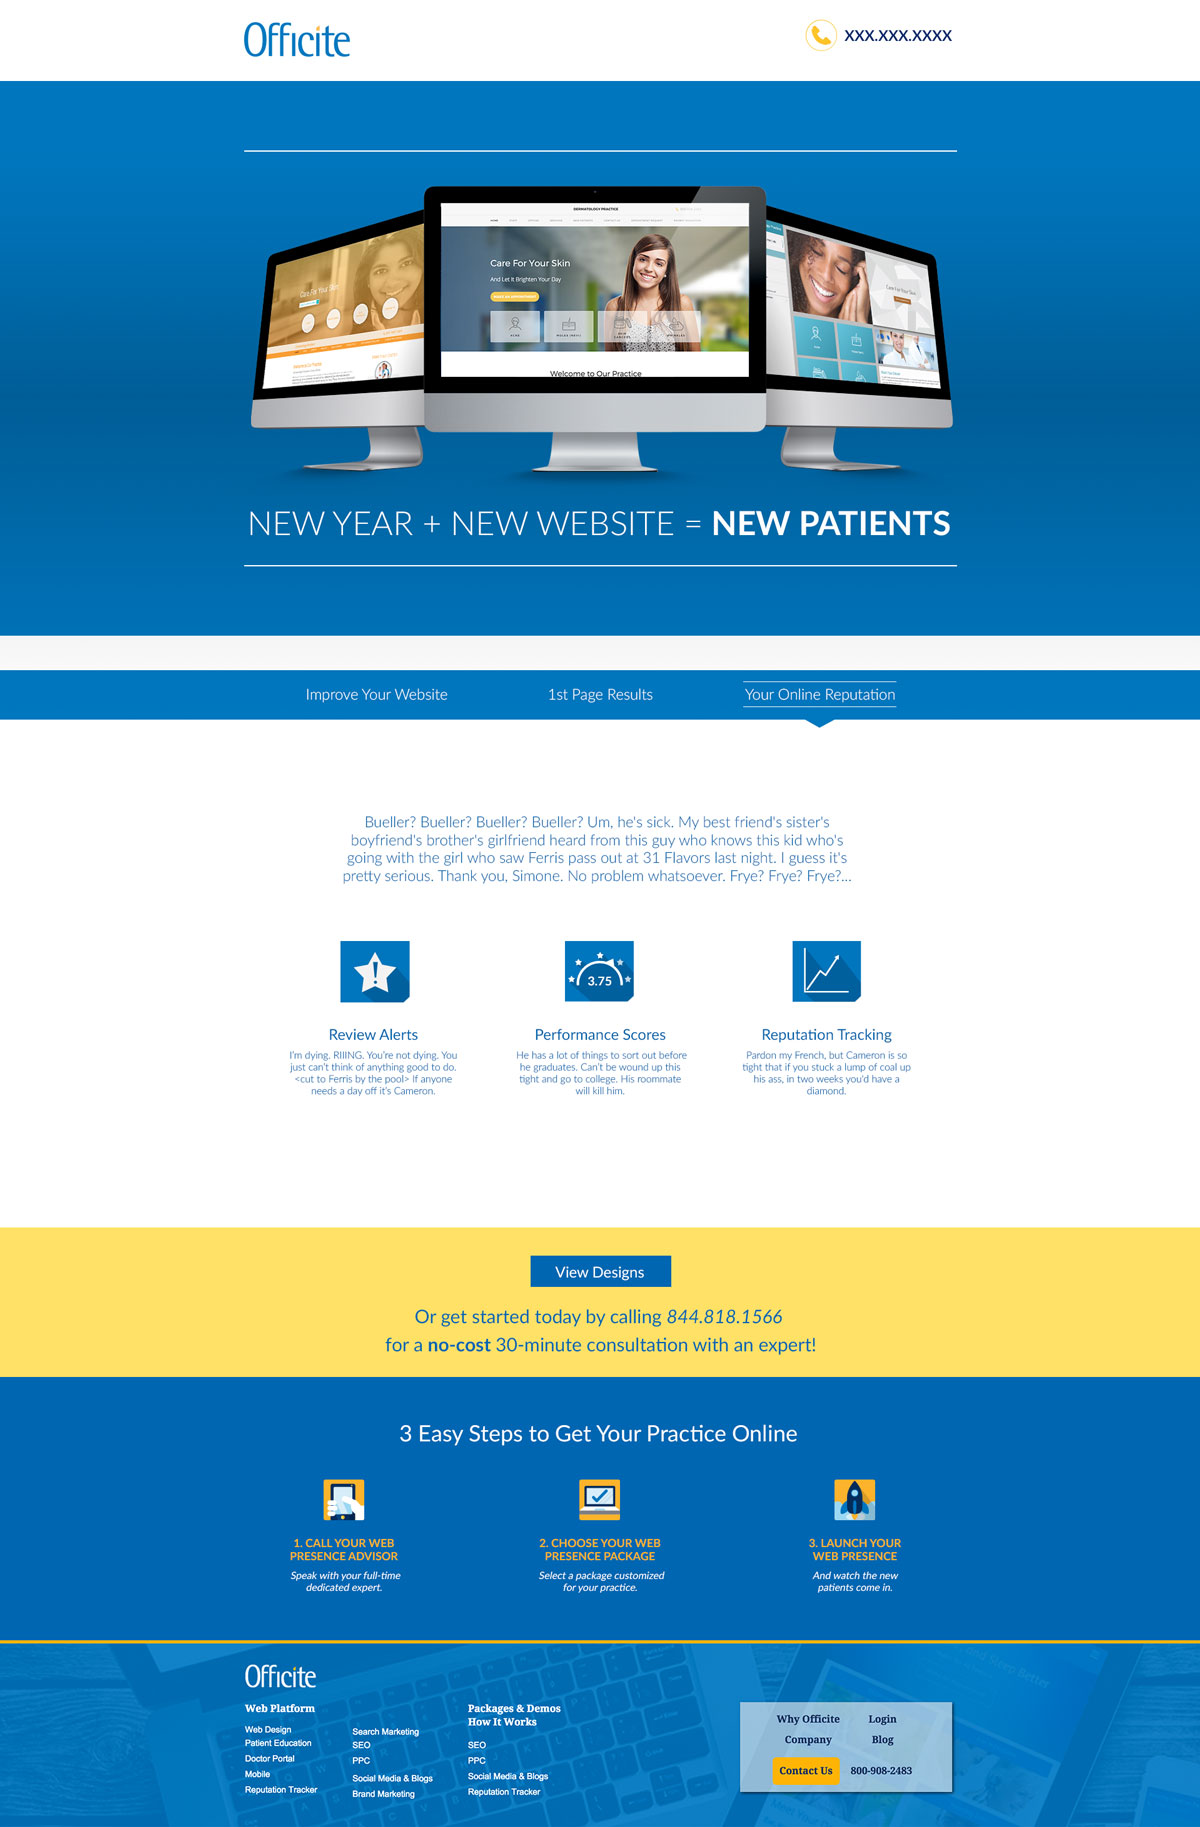 Officite
XXX.XXX.XXXX
DERMATOLOGY PRACTICE
Care For Your Skin
And Let It Brighten Your Day
MAKE AN APPOINTMENT
ACNE
Welcome to Our Practice
Care For Your Skin
Care For Your Skin
NEW YEAR + NEW WEBSITE = NEW PATIENTS
Improve Your Website
1st Page Results
Your Online Reputation
Bueller? Bueller? Bueller? Bueller? Um, he's sick. My best friend's sister's
boyfriend's brother's girlfriend heard from this guy who knows this kid who's
going with the girl who saw Ferris pass out at 31 Flavors last night. I guess it's
pretty serious. Thank you, Simone. No problem whatsoever. Frye? Frye? Frye?...
3.75
Review Alerts
I'm dying. RIIING. You're not dying. You
just can't think of anything good to do.
<cut to Ferris by the pool> If anyone
needs a day off it's Cameron.
Performance Scores
He has a lot of things to sort out before
he graduates. Can't be wound up this
tight and go to college. His roommate
will kill him.
Reputation Tracking
Pardon my French, but Cameron is so
tight that if you stuck a lump of coal up
his ass, in two weeks you'd have a
diamond.
View Designs
Or get started today by calling 844.818.1566
for a no-cost 30-minute consultation with an expert!
3 Easy Steps to Get Your Practice Online
1. CALL YOUR WEB
PRESENCE ADVISOR
Speak with your full-time
dedicated expert.
2. CHOOSE YOUR WEB
PRESENCE PACKAGE
Select a package customized
for your practice.
3. LAUNCH YOUR
WEB PRESENCE
And watch the new
patients come in.
Officite
Web Platform
Web Design
Patient Education
Doctor Portal
Mobile
Reputation Tracker
Search Marketing
SEO
PPC
Social Media & Blogs
Brand Marketing
Packages & Demos
How It Works
SEO
PPC
Social Media & Blogs
Reputation Tracker
Why Officite
Login
Company
Blog
Contact Us
800-908-2483